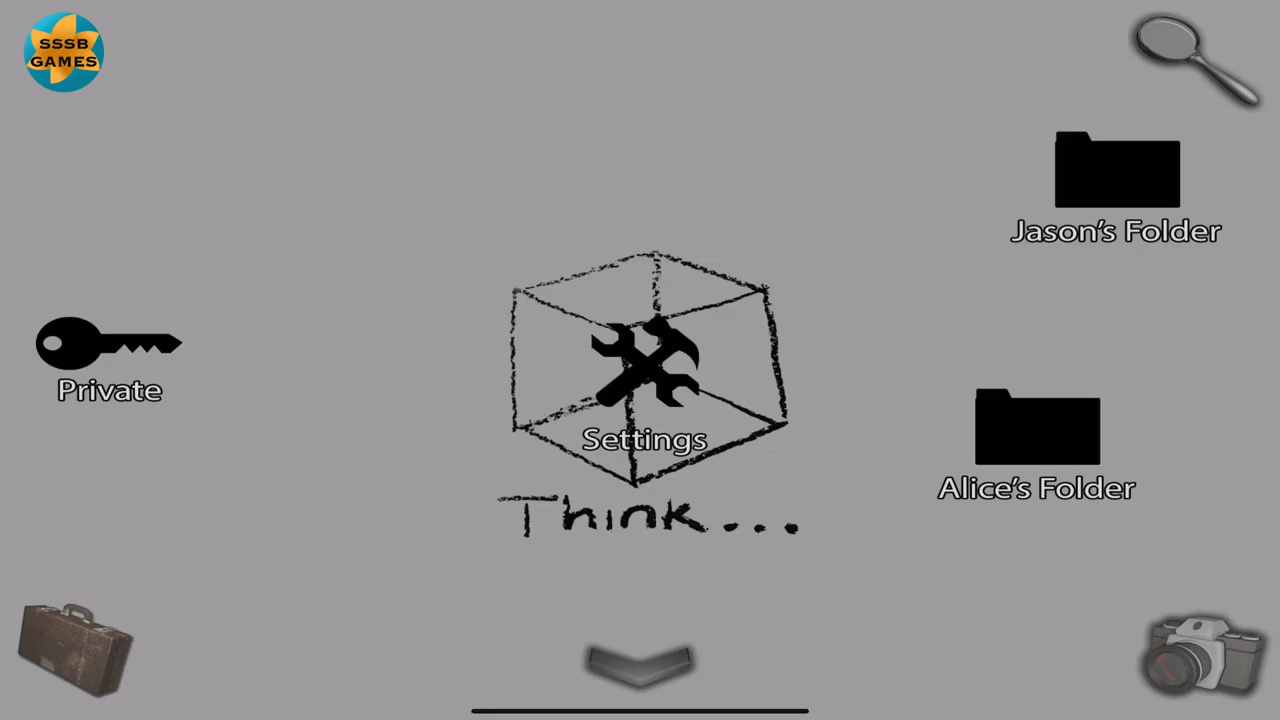 SSSB
GAMES
Jason's Folder
Private
Settings
Alice's Folder
Think...